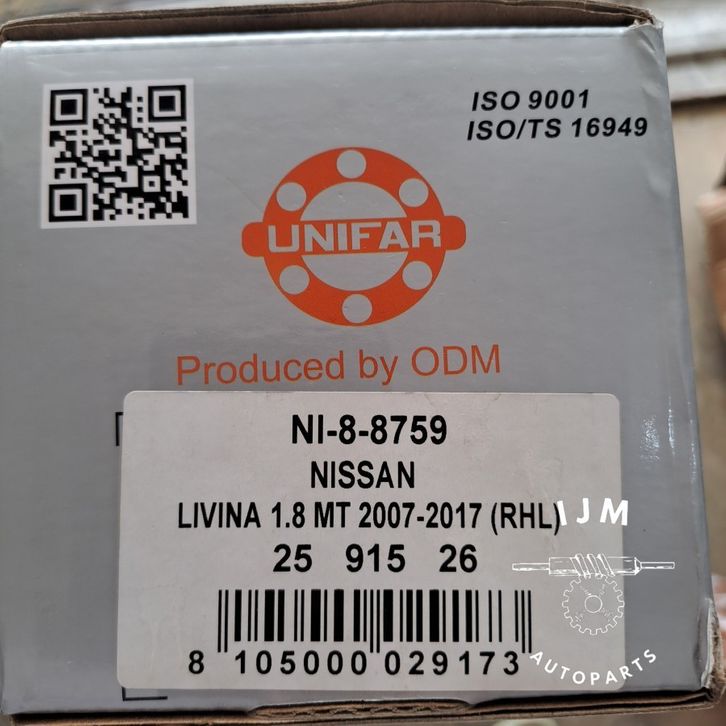 ISO 9001
ISO/TS 16949
UNIFAR
Produced by ODM
NI-8-8759
NISSAN
LIVINA 1.8 MT 2007-2017 (RHL)
25 915 26
8 105000 029173
IJM
AUTOPARTS